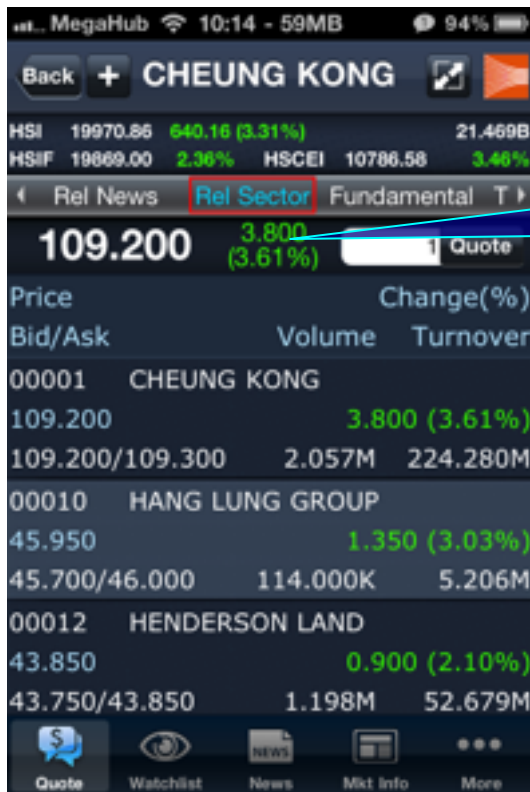 MegaHub 10:14 - 59MB 94%
Back + CHEUNG KONG
HSI 19970.86 640.16 (3.31%) 21.469B
HSIF 19869.00 2.36% HSCEI 10786.58 3.46%
Rel News Rel Sector Fundamental T
109.200 3.800 (3.61%) 1 Quote
Price Change(%)
Bid/Ask Volume Turnover
00001 CHEUNG KONG
109.200 3.800 (3.61%)
109.200/109.300 2.057M 224.280M
00010 HANG LUNG GROUP
45.950 1.350 (3.03%)
45.700/46.000 114.000K 5.206M
00012 HENDERSON LAND
43.850 0.900 (2.10%)
43.750/43.850 1.198M 52.679M
$ NEWS
Quote Watchlist News Mkt Info More